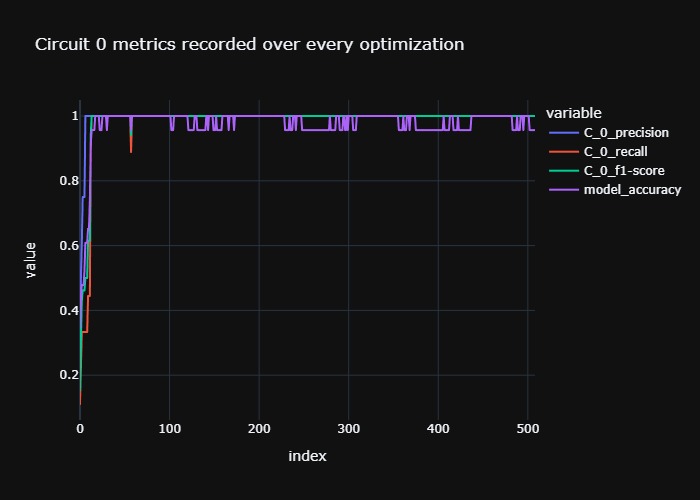 Circuit 0 metrics recorded over every optimization
variable
C_0_precision
C_0_recall
C_0_f1-score
model_accuracy
value
1
0.8
0.6
0.4
0.2
0
100
200
300
400
500
index